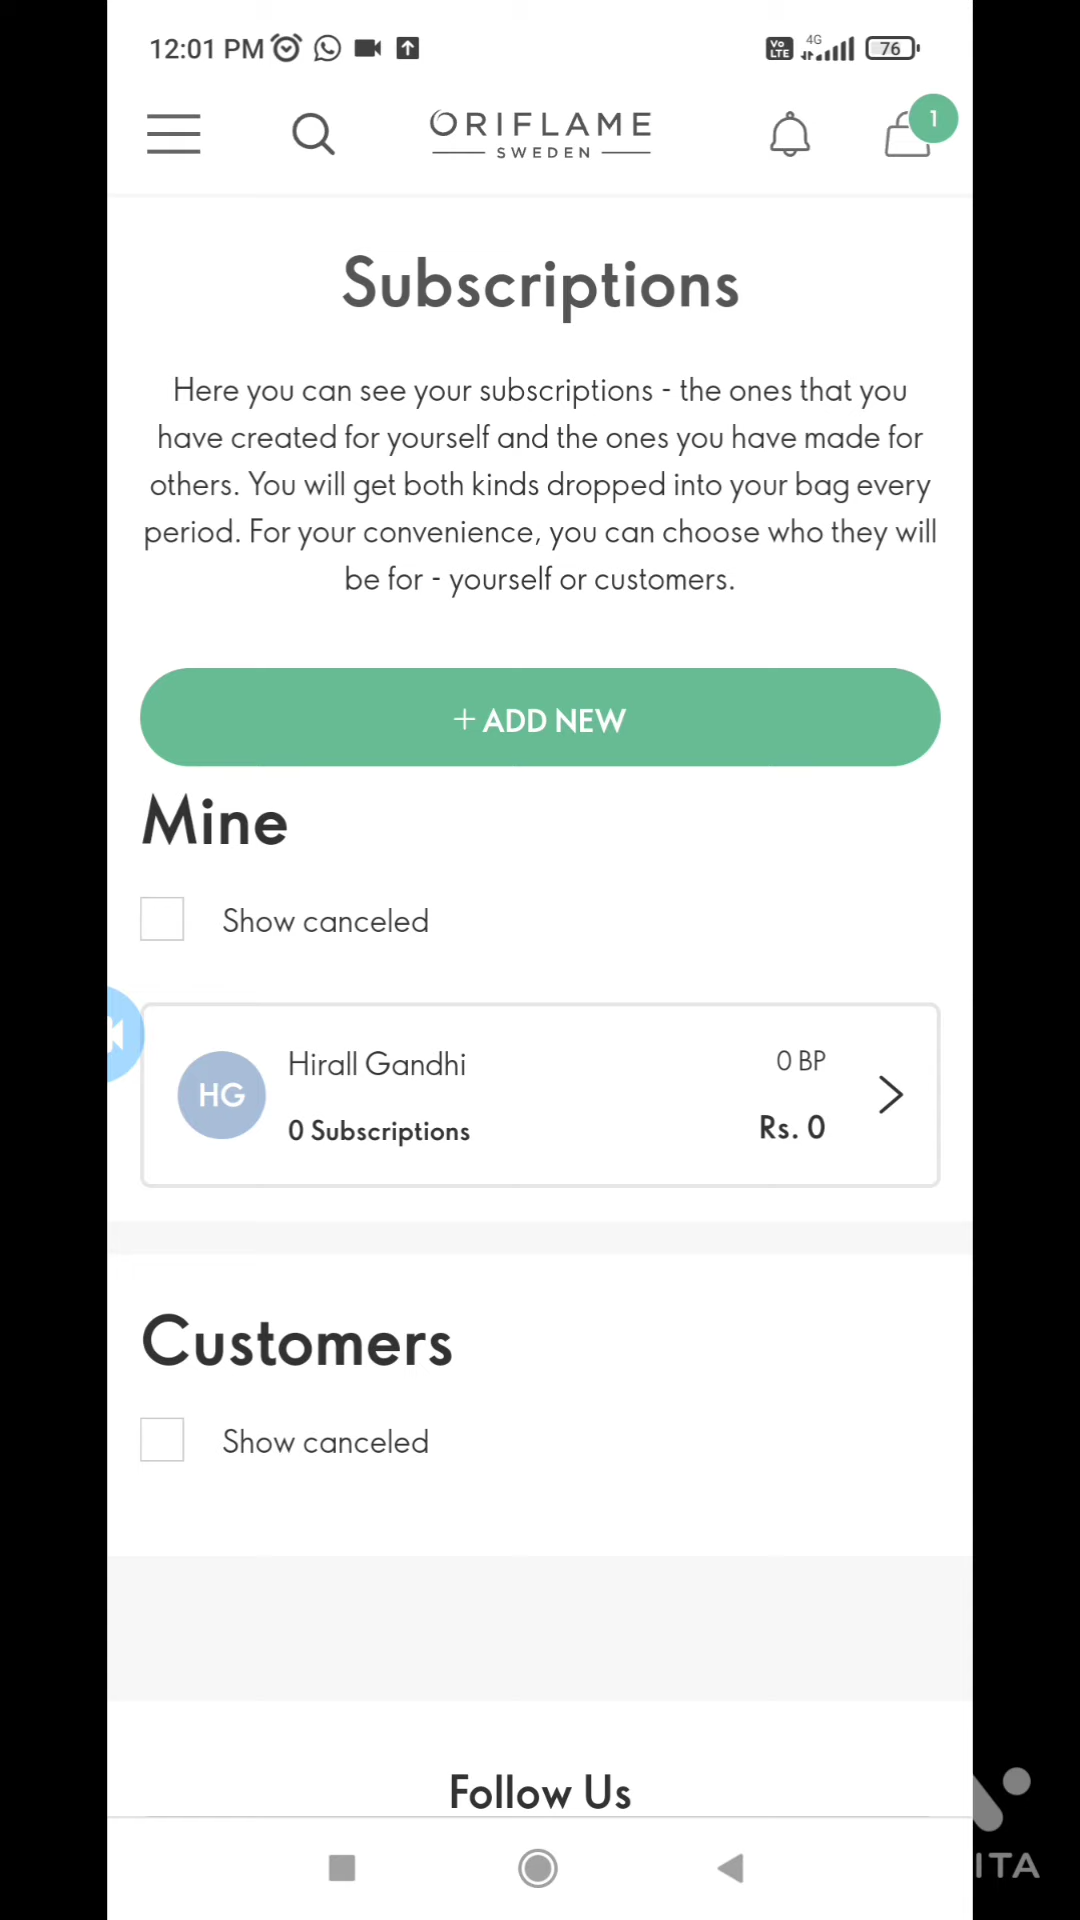 12:01 PM
Vo LTE 4G 76
ORIFLAME
SWEDEN
1
Subscriptions
Here you can see your subscriptions - the ones that you
have created for yourself and the ones you have made for
others. You will get both kinds dropped into your bag every
period. For your convenience, you can choose who they will
be for - yourself or customers.
+ ADD NEW
Mine
Show canceled
HG
Hirall Gandhi
0 BP
0 Subscriptions
Rs. 0
Customers
Show canceled
Follow Us
ITA